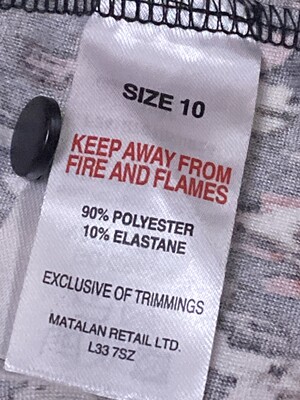 SIZE 10
KEEP AWAY FROM
FIRE AND FLAMES
90% POLYESTER
10% ELASTANE
EXCLUSIVE OF TRIMMINGS
MATALAN RETAIL LTD.
L33 7SZ